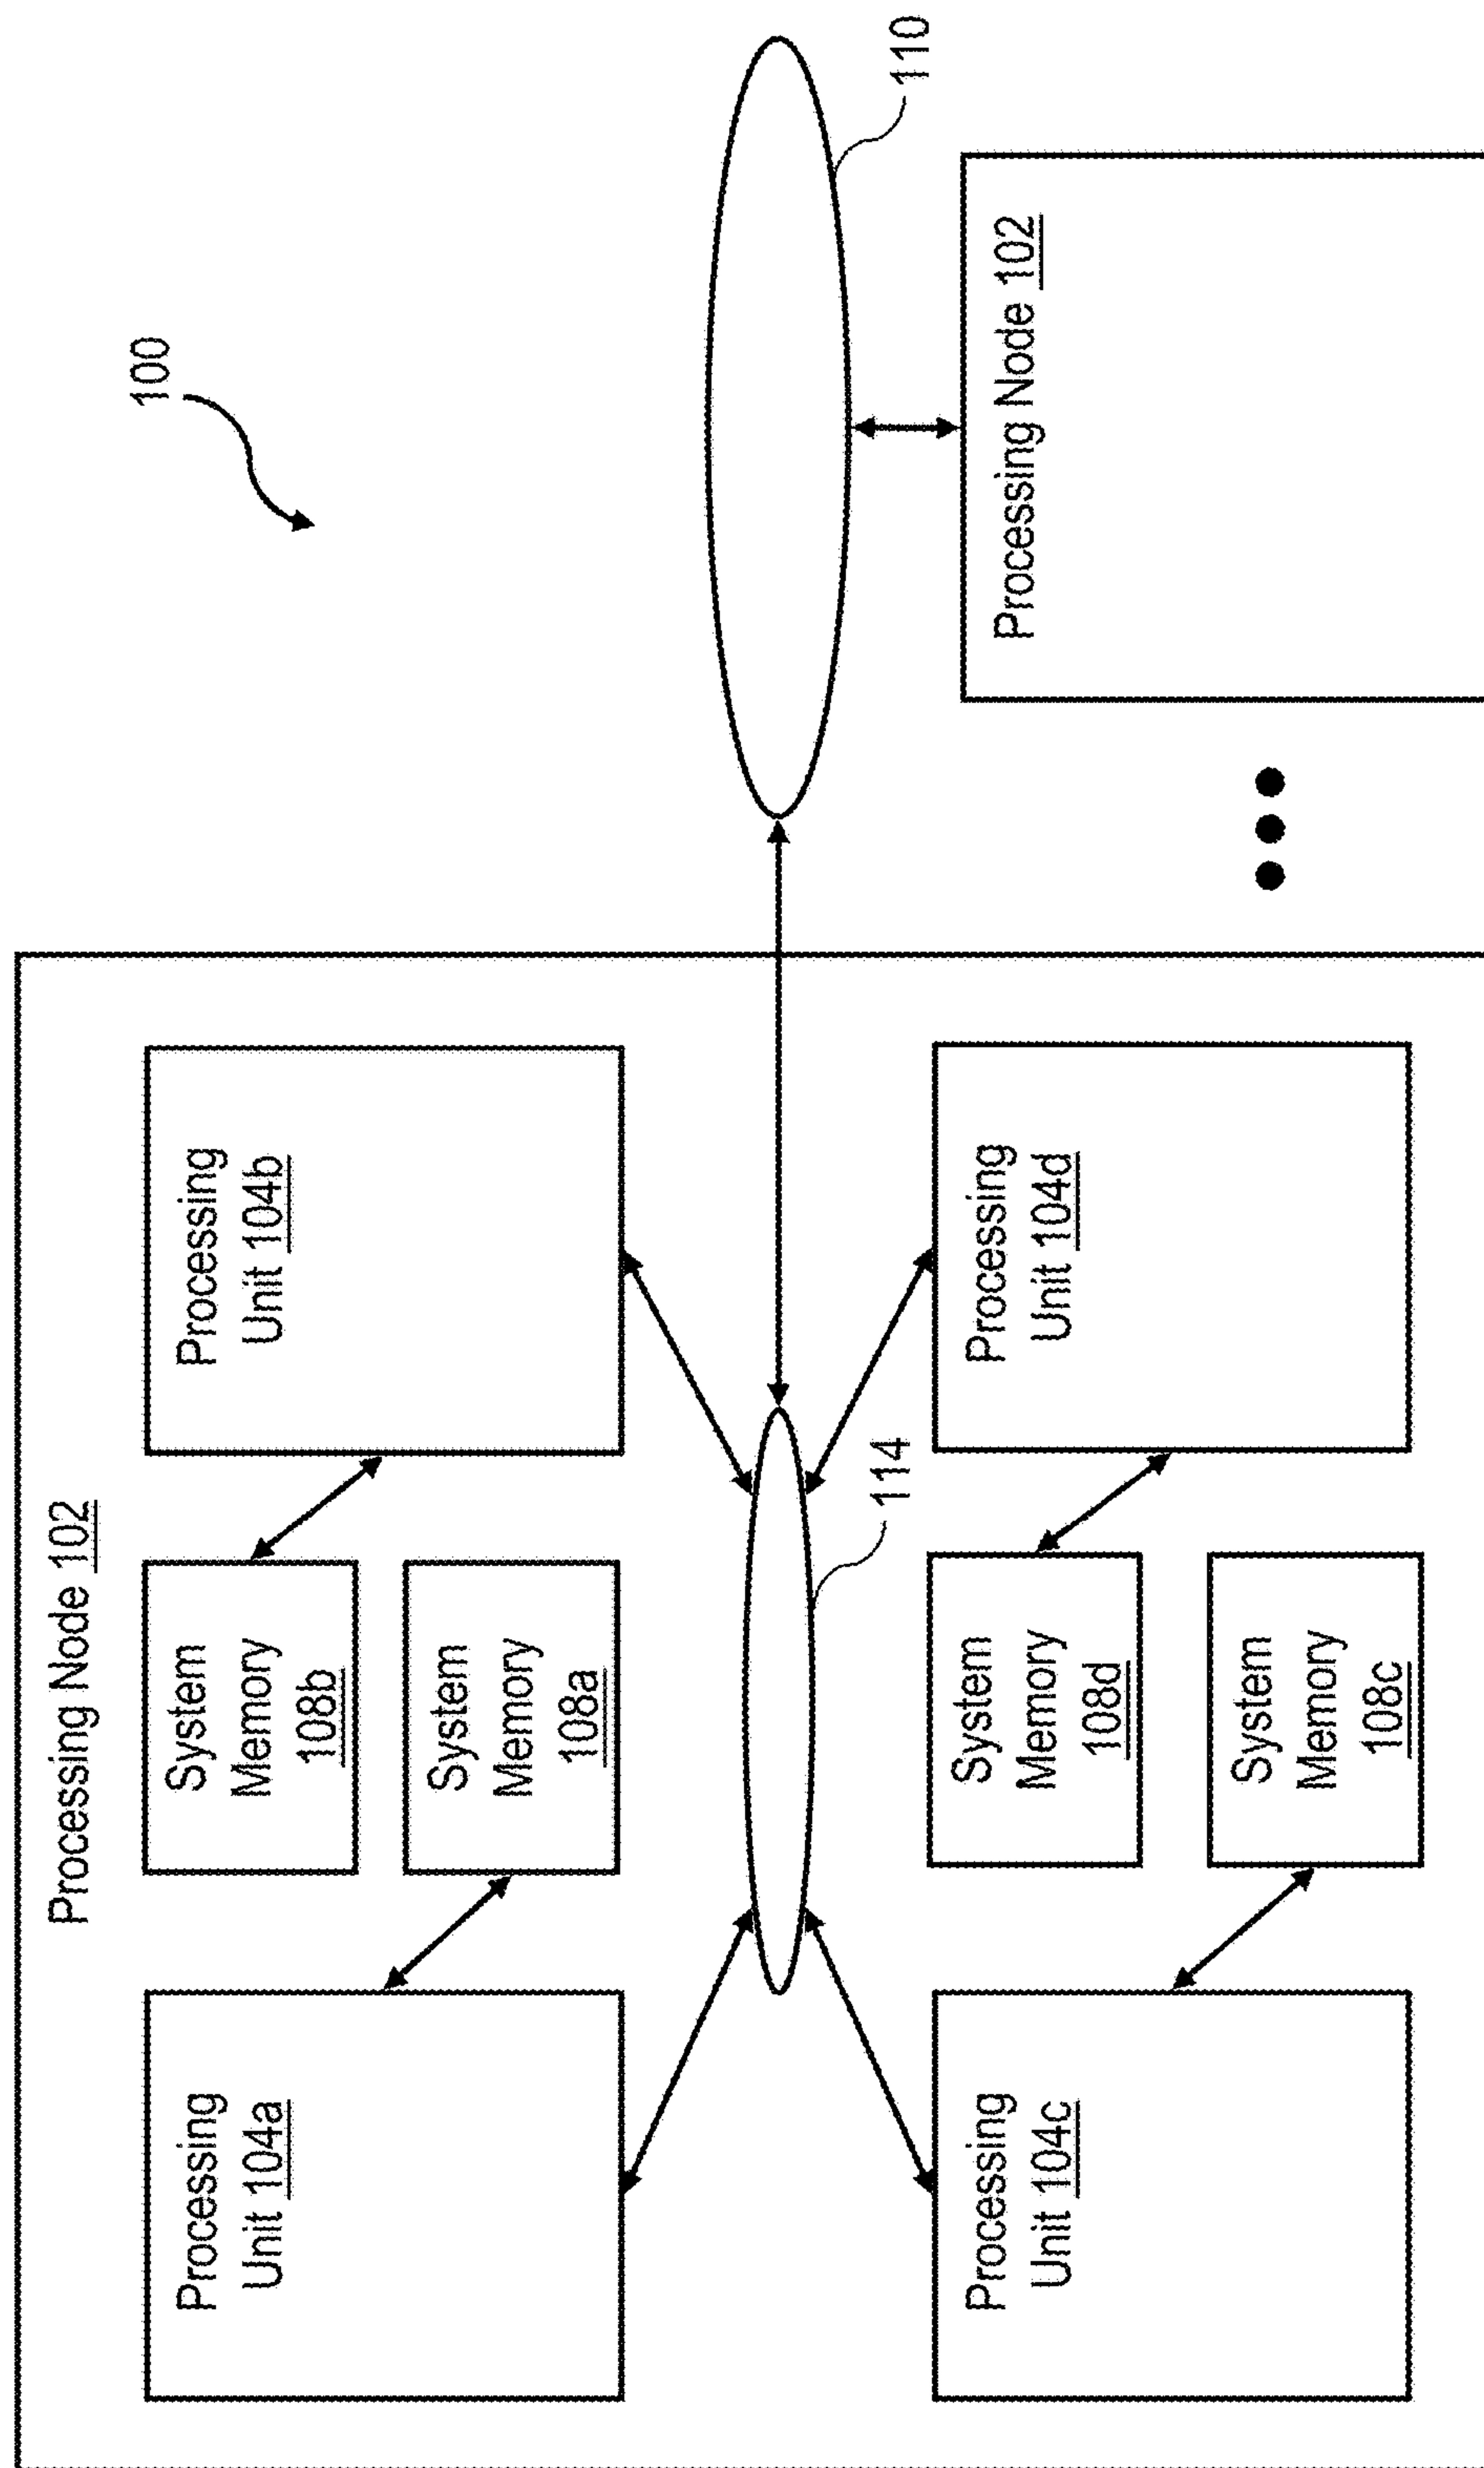 100
Processing Node 102
Processing
Unit 104a
System
Memory
108b
System
Memory
108a
Processing
Unit 104b
110
114
Processing
Unit 104c
System
Memory
108d
System
Memory
108c
Processing
Unit 104d
Processing Node 102